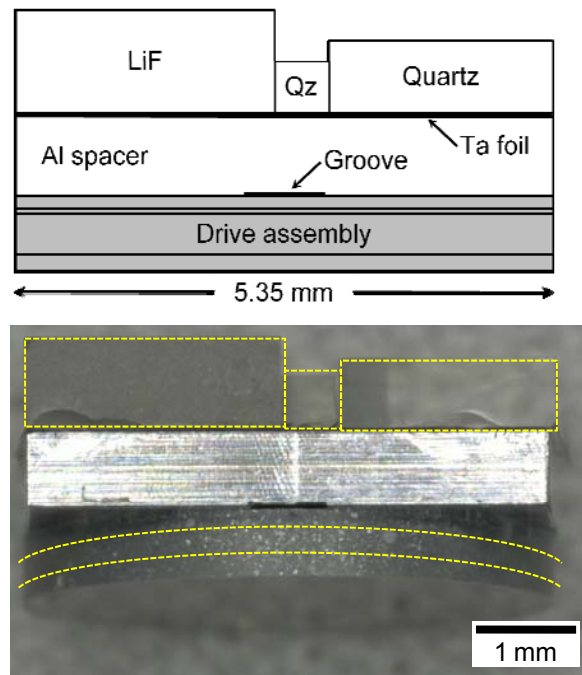 LiF
Qz
Quartz
Ta foil
Al spacer
Groove
Drive assembly
5.35 mm
1 mm